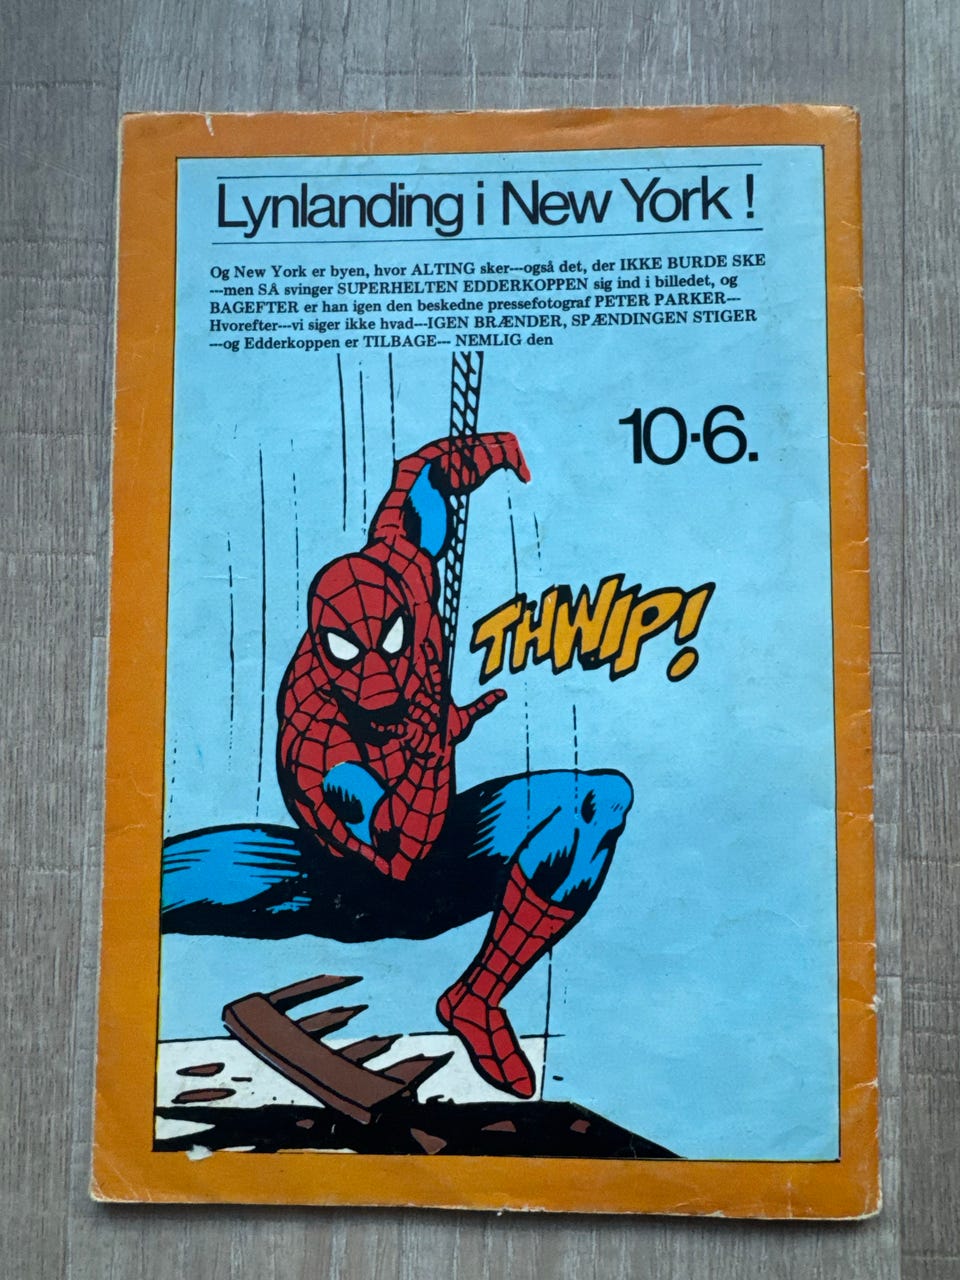 Lynlanding i New York !
Og New York er byen, hvor ALTING sker---også det, der IKKE BURDE SKE
---men SÅ svinger SUPERHELTEN EDDERKOPPEN sig ind i billedet, og
BAGEFTER er han igen den beskedne pressefotograf PETER PARKER---
Hvorefter---vi siger ikke hvad---IGEN BRÆNDER, SPÆNDINGEN STIGER
---og Edderkoppen er TILBAGE--- NEMLIG den
10·6.
THWIP!